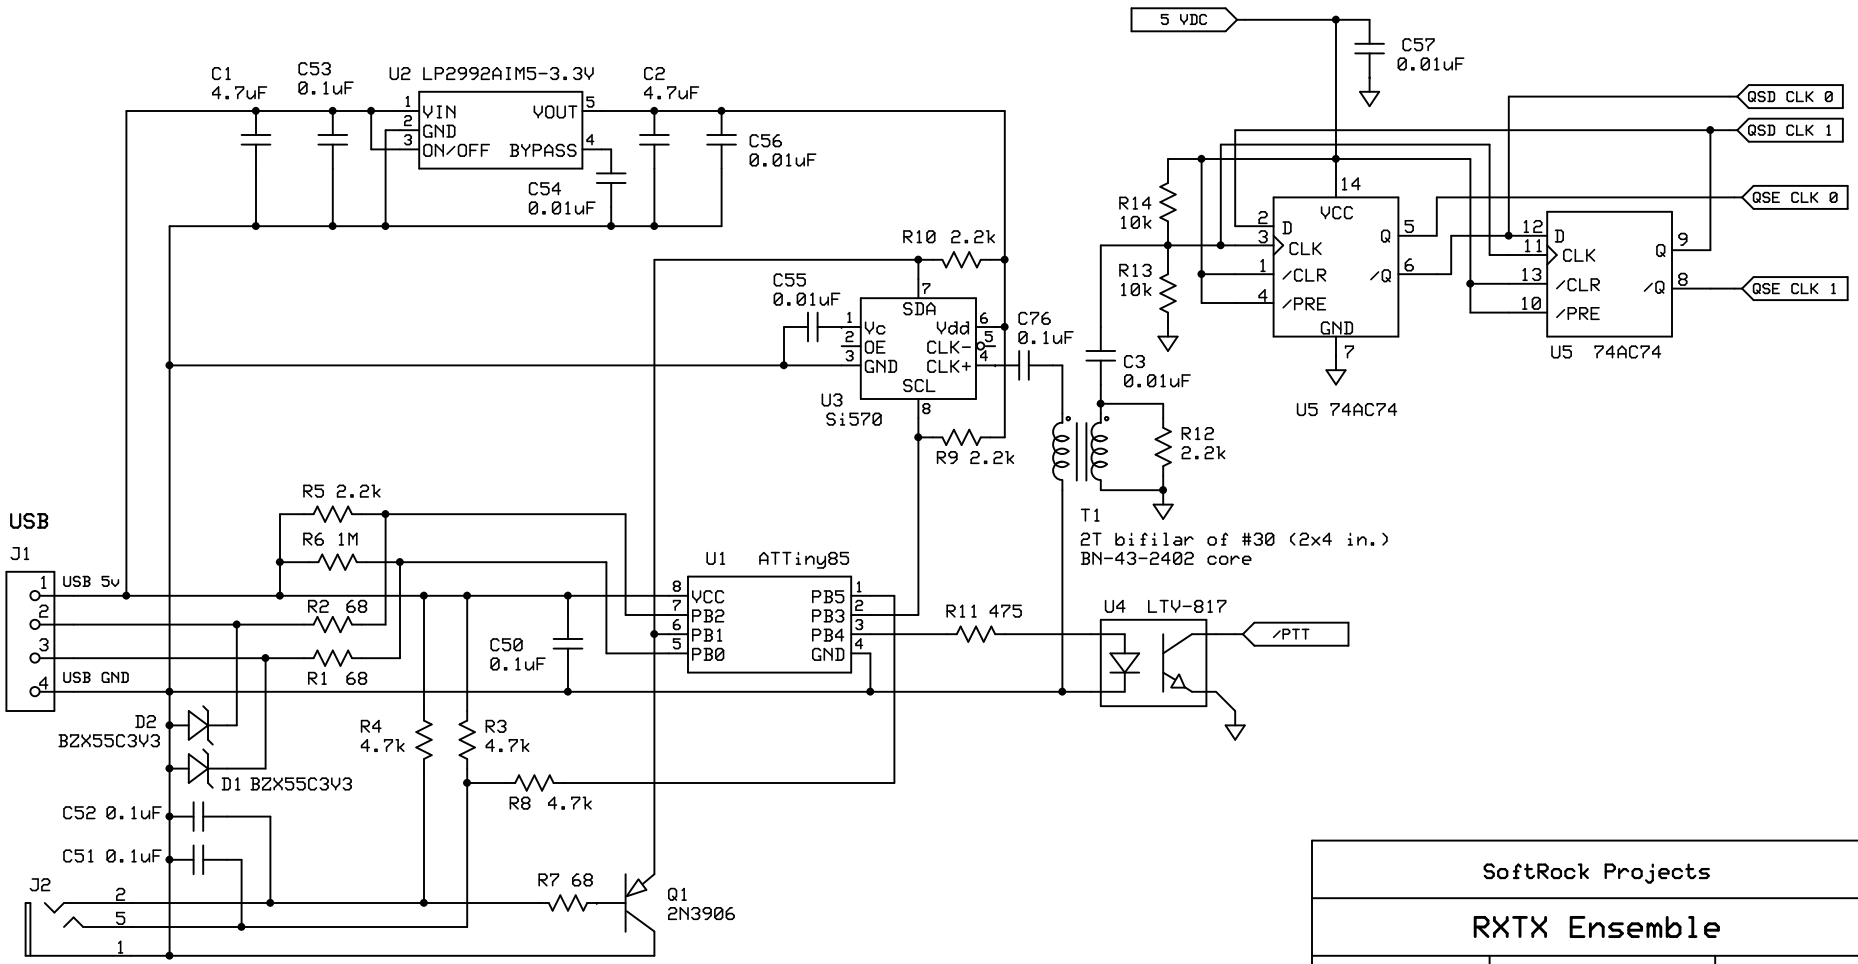 5 VDC
C57
0.01uF
C1
4.7uF
C53
0.1uF
U2 LP2992AIM5-3.3V
C2
4.7uF
1
VIN
VOUT
5
2
GND
3
ON/OFF
BYPASS
4
C56
0.01uF
C54
0.01uF
QSD CLK 0
QSD CLK 1
QSE CLK 0
QSE CLK 1
R14
10k
R13
10k
14
VCC
2
D
3
CLK
1
/CLR
4
/PRE
Q
5
/Q
6
GND
7
U5 74AC74
12
D
11
CLK
13
/CLR
10
/PRE
Q
9
/Q
8
U5 74AC74
R10 2.2k
C55
0.01uF
7
SDA
1
Vc
2
OE
3
GND
Vdd
6
CLK-
5
CLK+
4
SCL
8
U3
Si570
C76
0.1uF
C3
0.01uF
R12
2.2k
R9 2.2k
T1
2T bifilar of #30 (2x4 in.)
BN-43-2402 core
R5 2.2k
R6 1M
USB
J1
1
USB 5v
2
3
4
USB GND
R2 68
R1 68
U1 ATTiny85
8
VCC
7
PB2
6
PB1
5
PB0
PB5
1
PB3
2
PB4
3
GND
4
C50
0.1uF
R11 475
U4 LTV-817
/PTT
D2
BZX55C3V3
D1 BZX55C3V3
R4
4.7k
R3
4.7k
R8 4.7k
C52 0.1uF
C51 0.1uF
J2
2
5
1
R7 68
Q1
2N3906
SoftRock Projects
RXTX Ensemble